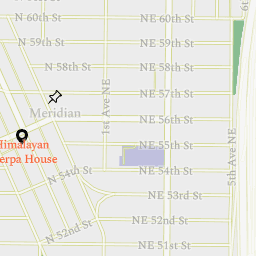 N 60th St
NE 60th St
N 59th St
NE 59th St
N 58th St
NE 58th St
1st Ave NE
NE 57th St
Meridian
NE 56th St
Himalayan
erpa House
NE 55th St
N 54th St
NE 54th St
5th Ave NE
NE 53rd St
N 52nd St
NE 52nd St
NE 51st St